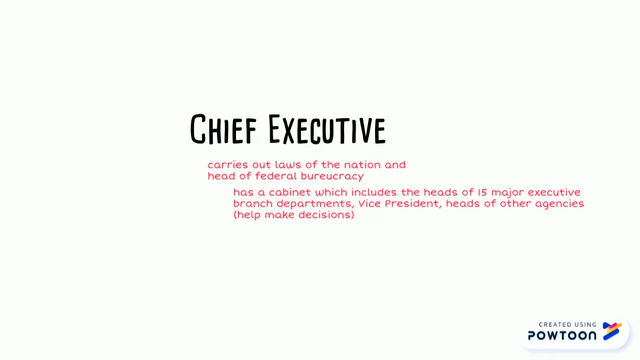 Chief Executive
carries out laws of the nation and
head of federal bureucracy
has a cabinet which includes the heads of 15 major executive
branch departments, Vice President, heads of other agencies
(help make decisions)
CREATED USING
POWTOON